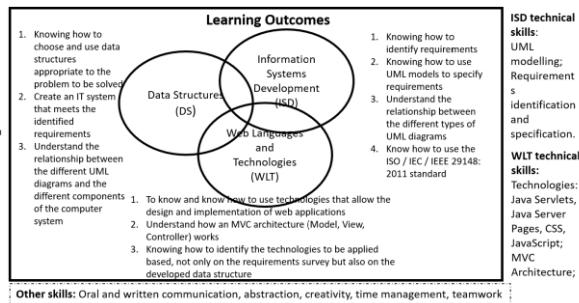 Learning Outcomes
1. Knowing how to
choose and use data
structures
appropriate to the
problem to be solved
2. Create an IT system
that meets the
identified
requirements
3. Understand the
relationship between
the different UML
diagrams and the
different components
of the computer
system
Data Structures
(DS)
Information
Systems
Development
(ISD)
Web Languages
and
Technologies
(WLT)
1. Knowing how to
identify requirements
2. Knowing how to use
UML models to specify
requirements
3. Understand the
relationship between
the different types of
UML diagrams
4. Know how to use the
ISO / IEC / IEEE 29148:
2011 standard
1. To know and know how to use technologies that allow the
design and implementation of web applications
2. Understand how an MVC architecture (Model, View,
Controller) works
3. Knowing how to identify the technologies to be applied
based, not only on the requirements survey but also on the
developed data structure
ISD technical
skills:
UML
modelling;
Requirement
s
identification
and
specification.
WLT technical
skills:
Technologies:
Java Servlets,
Java Server
Pages, CSS,
JavaScript;
MVC
Architecture;
Other skills: Oral and written communication, abstraction, creativity, time management, teamwork